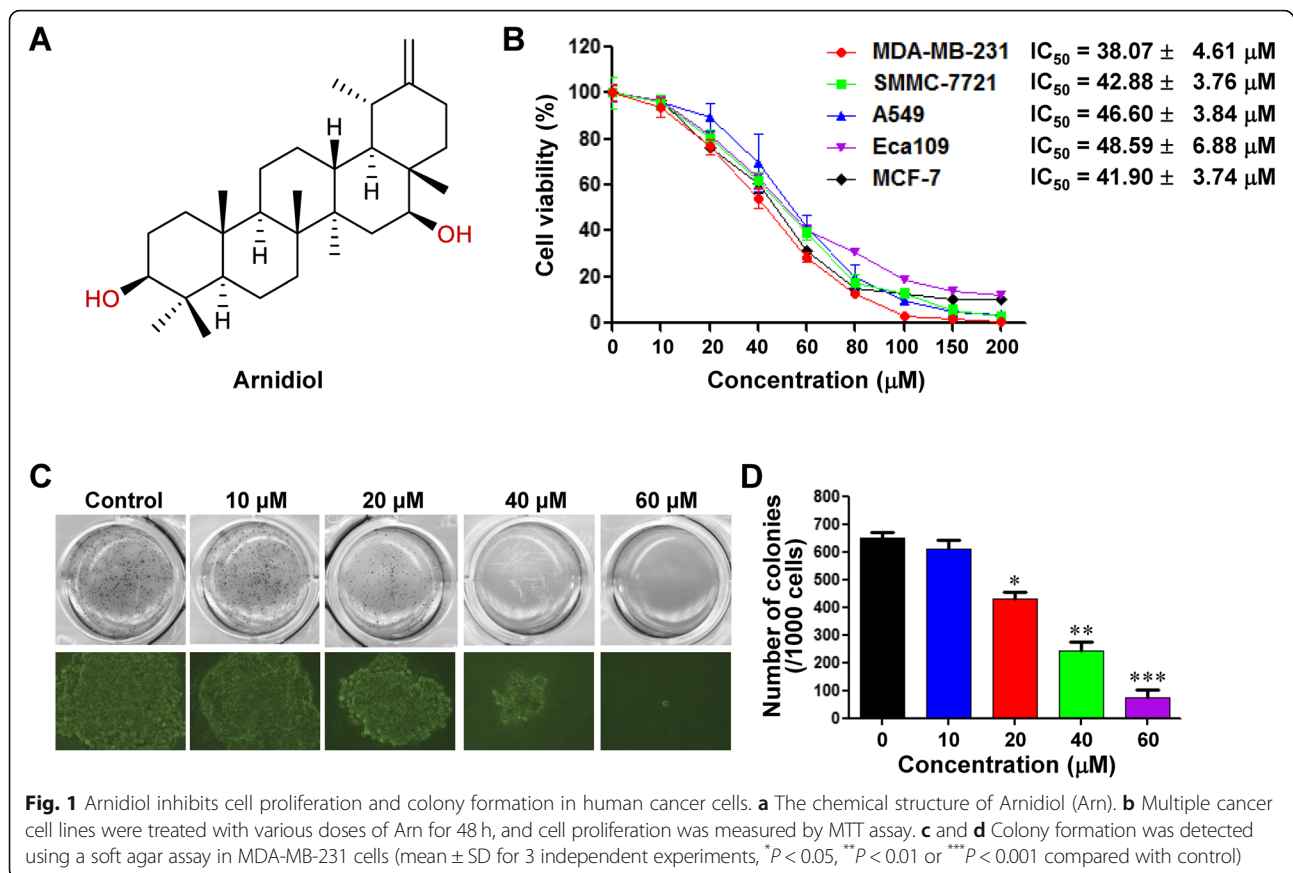 A
HO
H
H
H
H
OH
Arnidiol
B
Cell viability (%)
120
100
80
60
40
20
0
0 10 20 40 60 80 100 150 200
Concentration (μM)
MDA-MB-231 IC50 = 38.07 ± 4.61 μM
SMMC-7721 IC50 = 42.88 ± 3.76 μM
A549 IC50 = 46.60 ± 3.84 μM
Eca109 IC50 = 48.59 ± 6.88 μM
MCF-7 IC50 = 41.90 ± 3.74 μM
C
Control 10 μM 20 μM 40 μM 60 μM
D
Number of colonies
(/1000 cells)
800
700
600
500
400
300
200
100
0
*
**
***
0 10 20 40 60
Concentration (μM)
Fig. 1 Arnidiol inhibits cell proliferation and colony formation in human cancer cells. a The chemical structure of Arnidiol (Arn). b Multiple cancer
cell lines were treated with various doses of Arn for 48 h, and cell proliferation was measured by MTT assay. c and d Colony formation was detected
using a soft agar assay in MDA-MB-231 cells (mean ± SD for 3 independent experiments, *P < 0.05, **P < 0.01 or ***P < 0.001 compared with control)